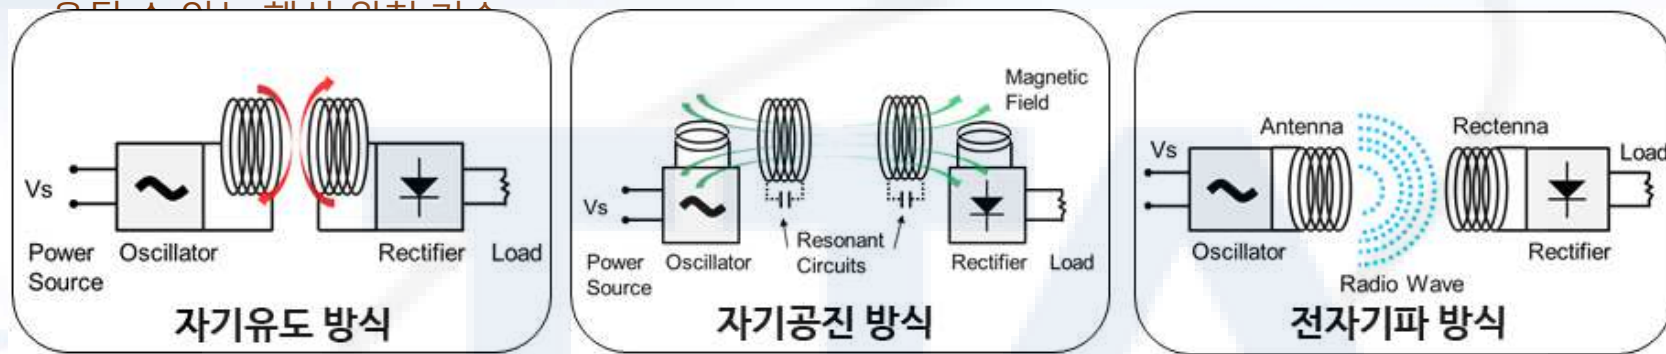 Vs
Power Source
Oscillator
Rectifier
Load
자기유도 방식
Magnetic Field
Vs
Power Source
Oscillator
Resonant Circuits
Rectifier
Load
자기공진 방식
Antenna
Rectenna
Vs
Load
Oscillator
Rectifier
Radio Wave
전자기파 방식